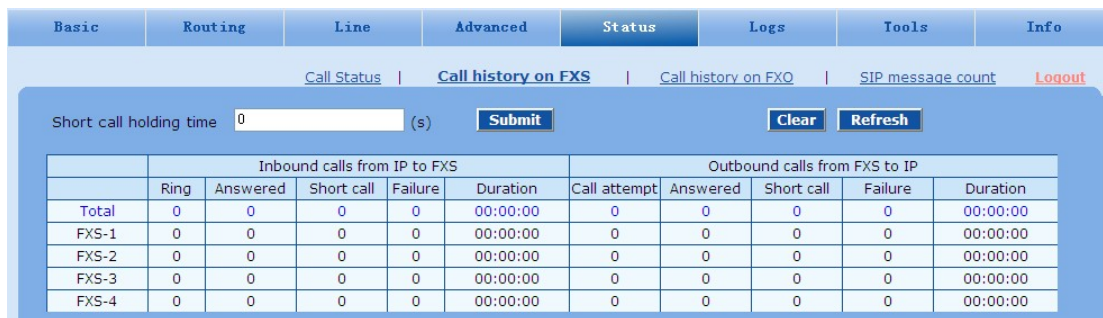 Basic Routing Line Advanced Status Logs Tools Info
Call Status | Call history on FXS | Call history on FXO | SIP message count Logout
Short call holding time 0 (s) Submit Clear Refresh
Inbound calls from IP to FXS Outbound calls from FXS to IP
Ring Answered Short call Failure Duration Call attempt Answered Short call Failure Duration
Total 0 0 0 0 00:00:00 0 0 0 0 00:00:00
FXS-1 0 0 0 0 00:00:00 0 0 0 0 00:00:00
FXS-2 0 0 0 0 00:00:00 0 0 0 0 00:00:00
FXS-3 0 0 0 0 00:00:00 0 0 0 0 00:00:00
FXS-4 0 0 0 0 00:00:00 0 0 0 0 00:00:00